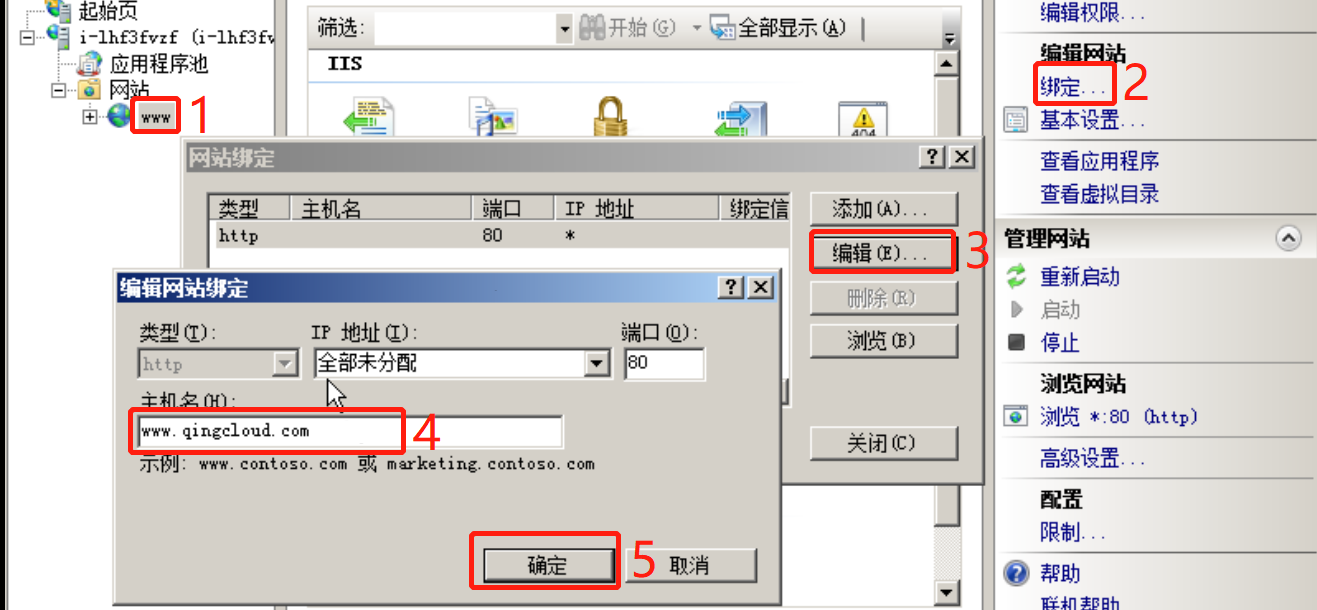 起始页
i-lhf3fvzf (i-lhf3fv
应用程序池
网站
www
1
筛选:
开始(G)
全部显示(A)
IIS
404
网站绑定
类型 主机名 端口 IP 地址 绑定信
http 80 *
添加(A)...
编辑(E)...
3
删除(R)
浏览(B)
关闭(C)
编辑网站绑定
类型(T):
IP 地址(I):
端口(O):
http
全部未分配
80
主机名(H):
www.qingcloud.com
4
示例: www.contoso.com 或 marketing.contoso.com
确定
5
取消
编辑权限...
编辑网站
绑定...
2
基本设置...
查看应用程序
查看虚拟目录
管理网站
重新启动
启动
停止
浏览网站
浏览 *:80 (http)
高级设置...
配置
限制...
帮助
联机帮助